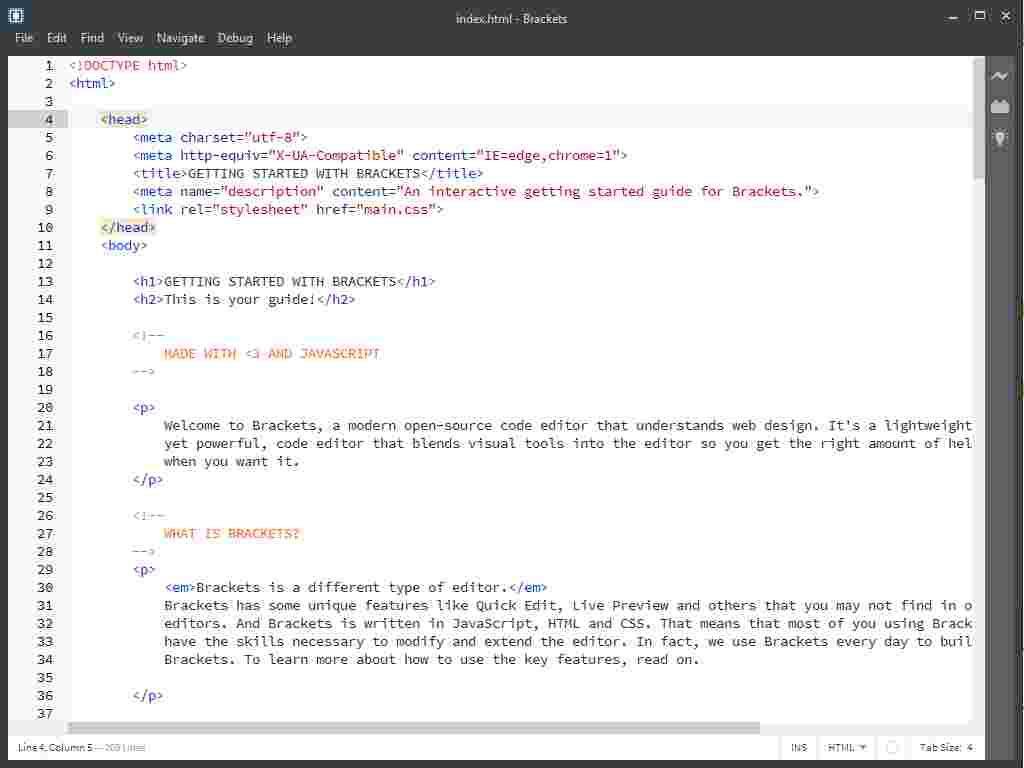 index.html - Brackets
File Edit Find View Navigate Debug Help
1 <!DOCTYPE html>
2 <html>
3
4 <head>
5 <meta charset="utf-8">
6 <meta http-equiv="X-UA-Compatible" content="IE=edge,chrome=1">
7 <title>GETTING STARTED WITH BRACKETS</title>
8 <meta name="description" content="An interactive getting started guide for Brackets.">
9 <link rel="stylesheet" href="main.css">
10 </head>
11 <body>
12
13 <h1>GETTING STARTED WITH BRACKETS</h1>
14 <h2>This is your guide!</h2>
15
16 <!--
17 MADE WITH <3 AND JAVASCRIPT
18 -->
19
20 <p>
21 Welcome to Brackets, a modern open-source code editor that understands web design. It's a lightweight
22 yet powerful, code editor that blends visual tools into the editor so you get the right amount of hel
23 when you want it.
24 </p>
25
26 <!--
27 WHAT IS BRACKETS?
28 -->
29 <p>
30 <em>Brackets is a different type of editor.</em>
31 Brackets has some unique features like Quick Edit, Live Preview and others that you may not find in o
32 editors. And Brackets is written in JavaScript, HTML and CSS. That means that most of you using Brack
33 have the skills necessary to modify and extend the editor. In fact, we use Brackets every day to buil
34 Brackets. To learn more about how to use the key features, read on.
35
36 </p>
37
Line 4, Column 5 — Lines INS HTML Tab Size: 4